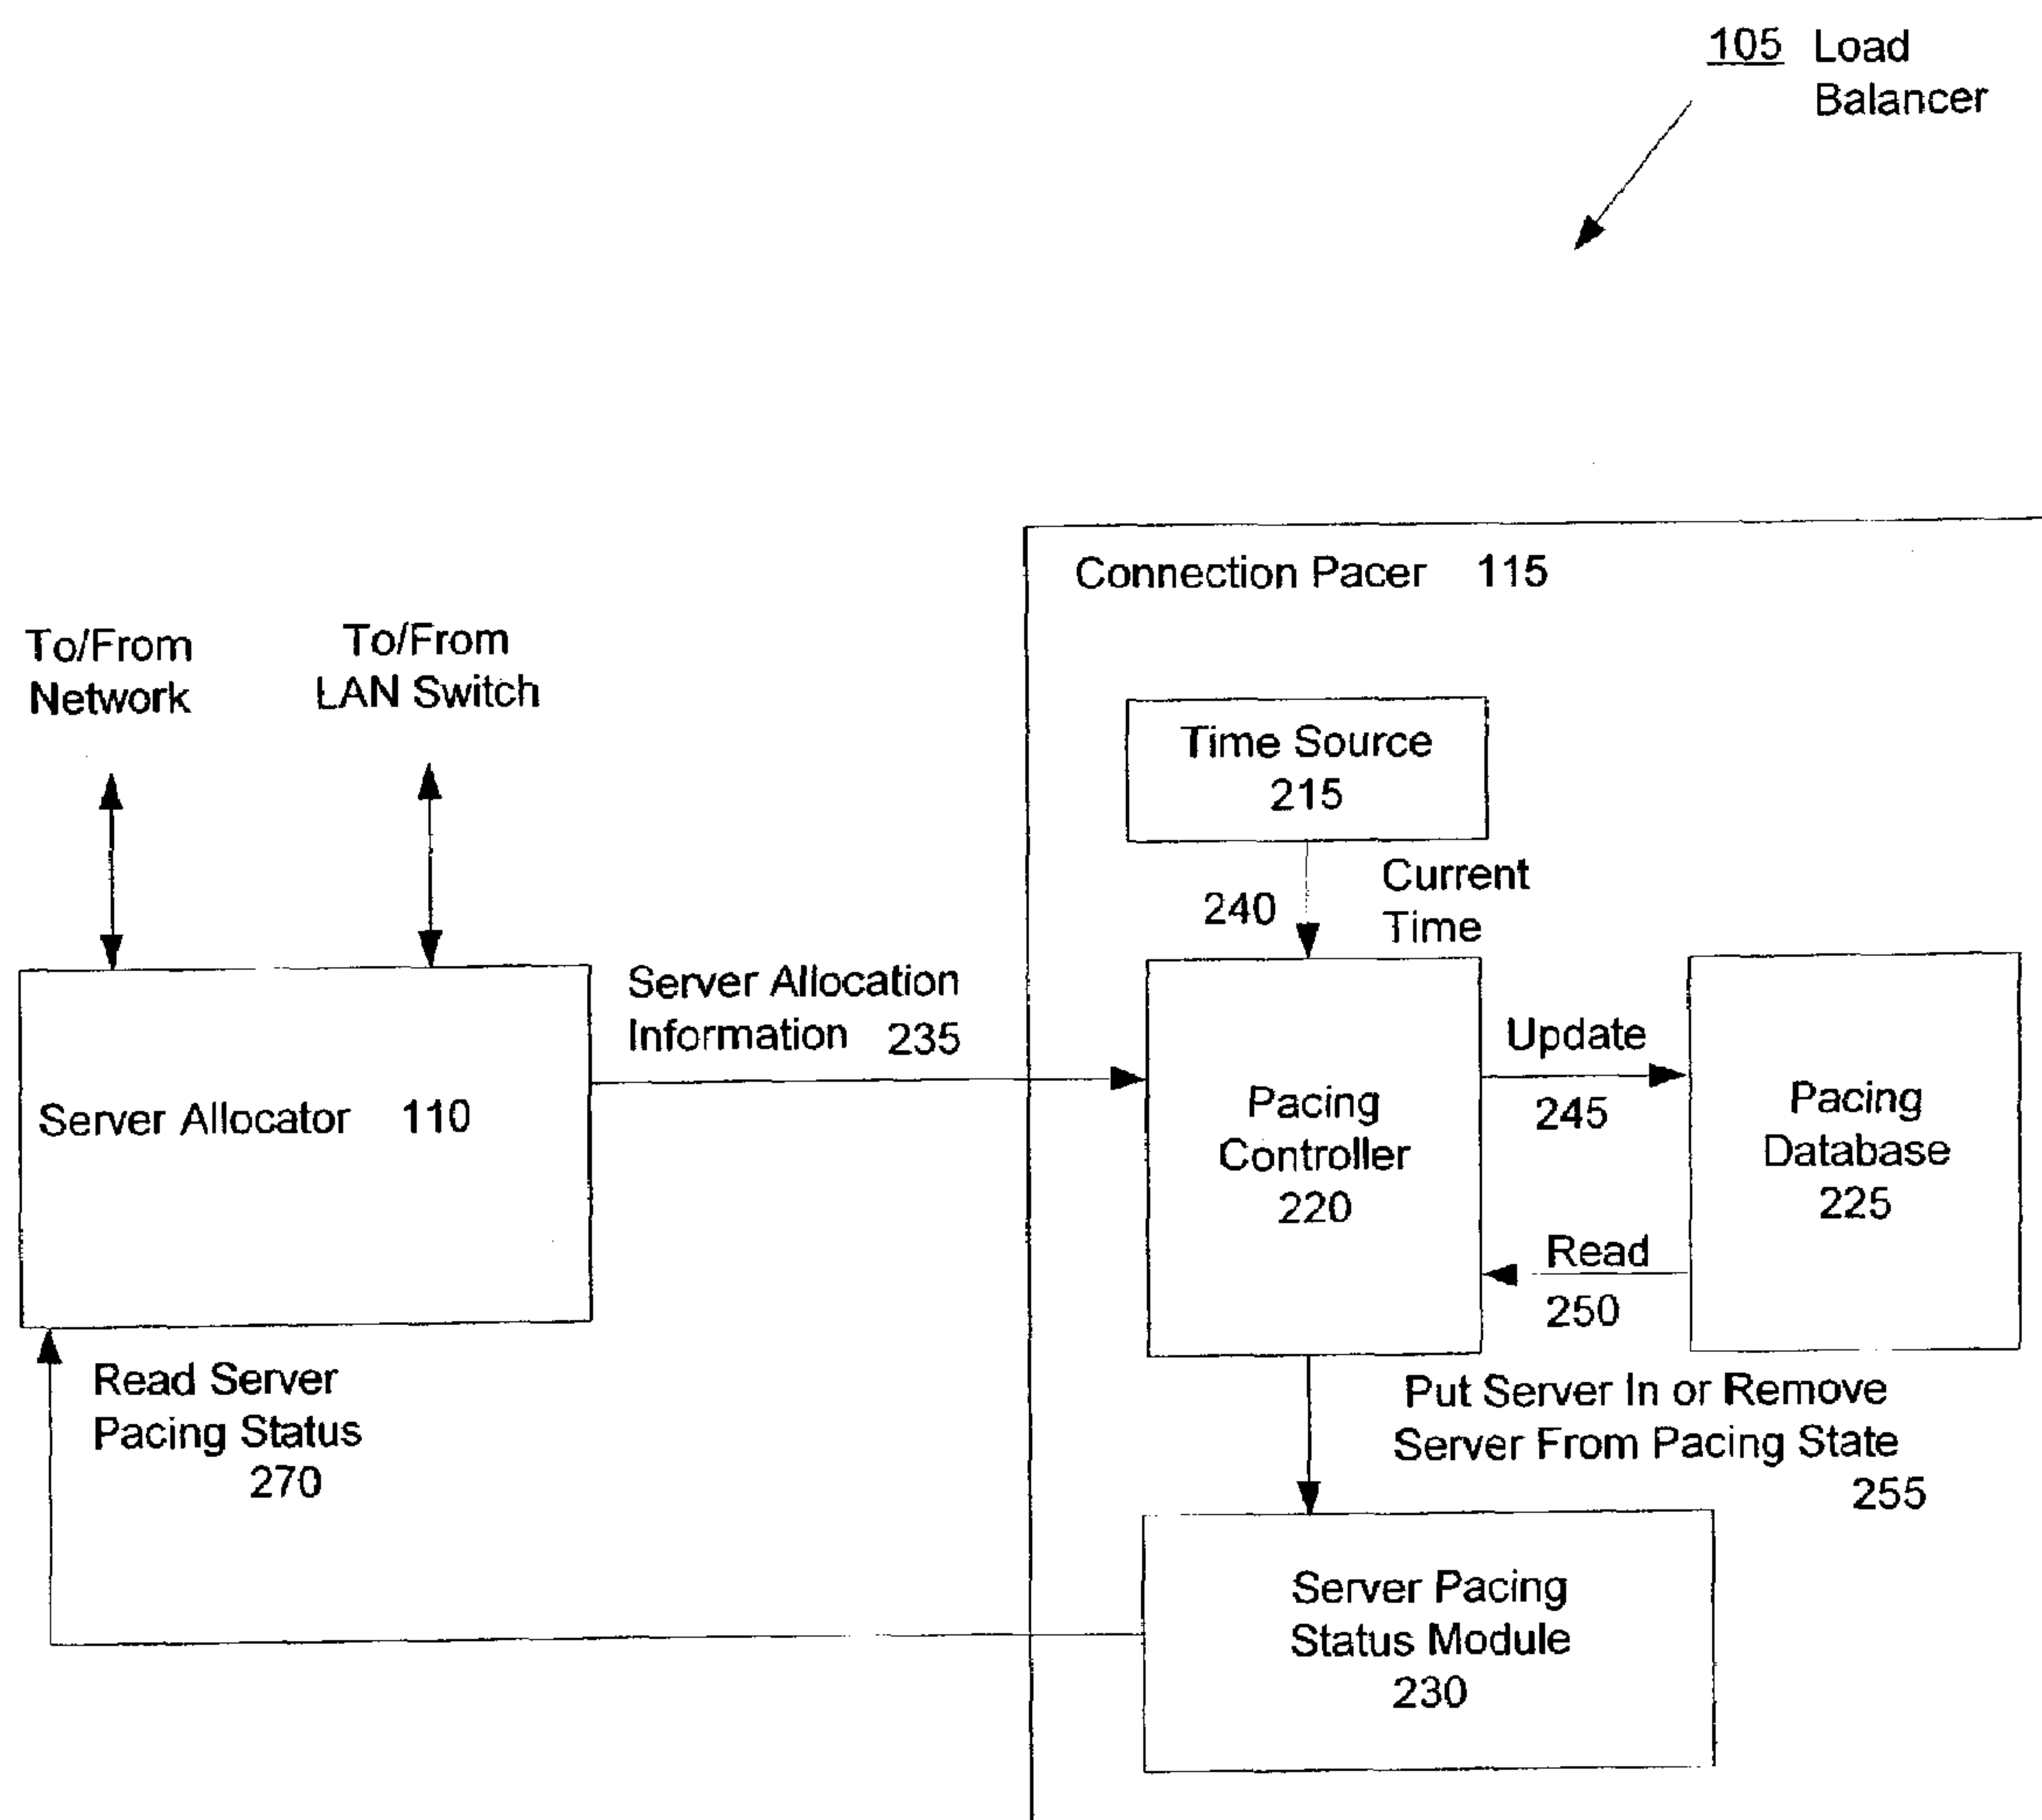 105 Load
Balancer
Connection Pacer 115
To/From
Network
To/From
LAN Switch
Time Source
215
240
Current
Time
Server Allocation
Information 235
Server Allocator 110
Pacing
Controller
220
Update
245
Read
250
Pacing
Database
225
Read Server
Pacing Status
270
Put Server In or Remove
Server From Pacing State
255
Server Pacing
Status Module
230